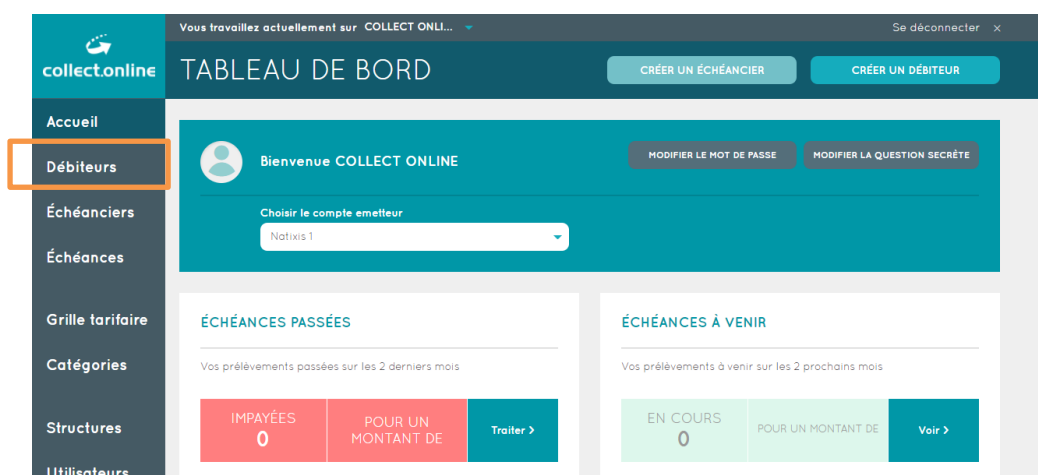 Vous travaillez actuellement sur COLLECT ONLI...
Se déconnecter ×
collect.online
TABLEAU DE BORD
CRÉER UN ÉCHÉANCIER
CRÉER UN DÉBITEUR
Accueil
Débiteurs
Échéanciers
Échéances
Grille tarifaire
Catégories
Structures
Utilisateurs
Bienvenue COLLECT ONLINE
MODIFIER LE MOT DE PASSE
MODIFIER LA QUESTION SECRÈTE
Choisir le compte emetteur
Natixis 1
ÉCHÉANCES PASSÉES
Vos prélèvements passées sur les 2 derniers mois
IMPAYÉES
0
POUR UN
MONTANT DE
Traiter >
ÉCHÉANCES À VENIR
Vos prélèvements à venir sur les 2 prochains mois
EN COURS
0
POUR UN MONTANT DE
Voir >